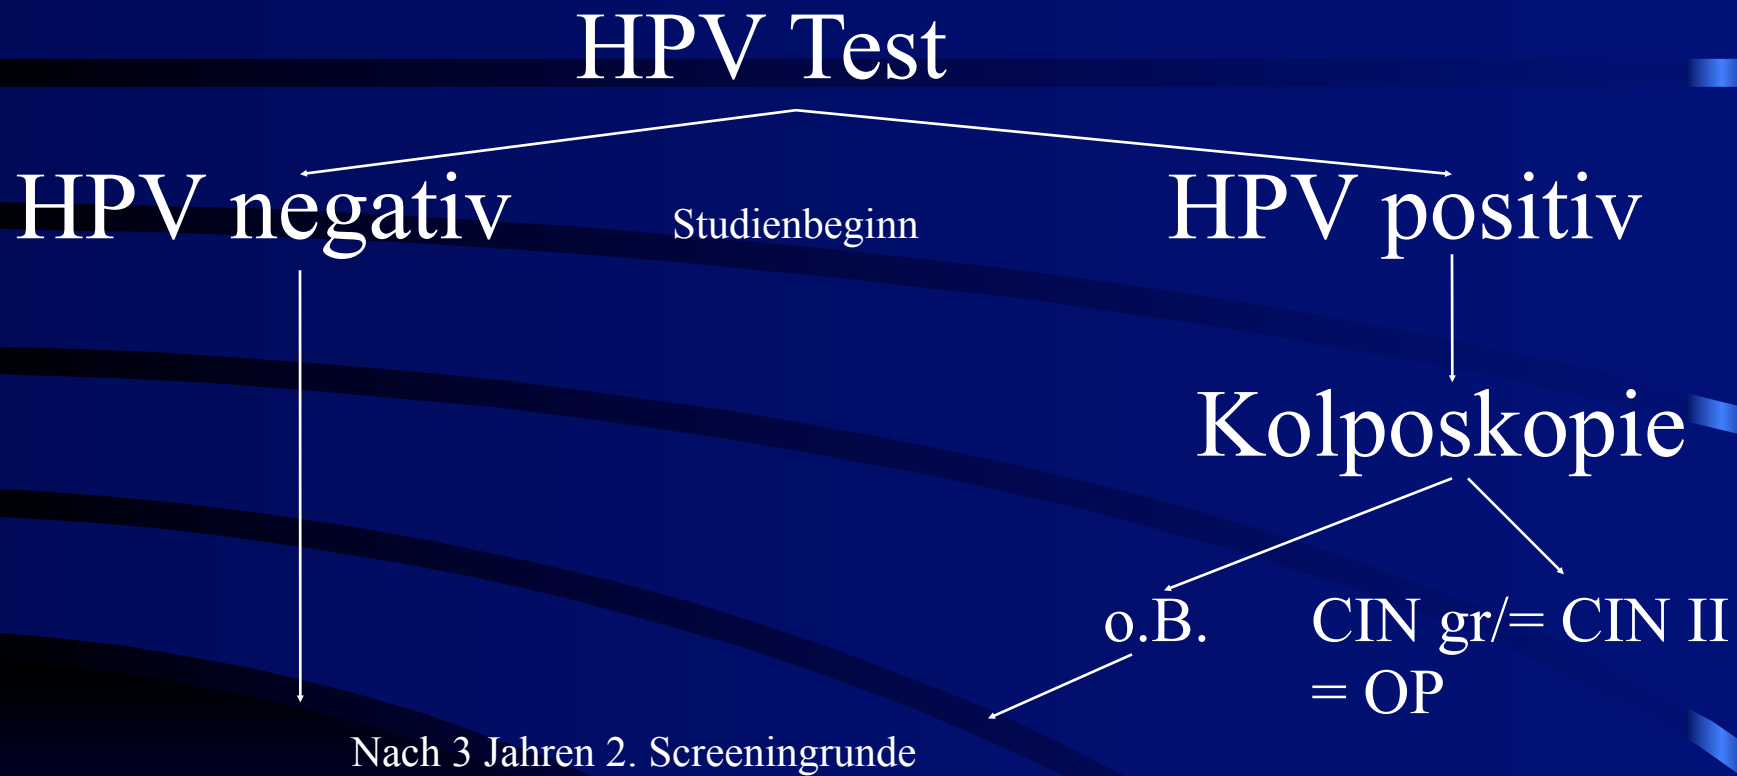 HPV Test
HPV negativ
Studienbeginn
HPV positiv
Kolposkopie
o.B.
CIN gr/= CIN II
= OP
Nach 3 Jahren 2. Screeningrunde